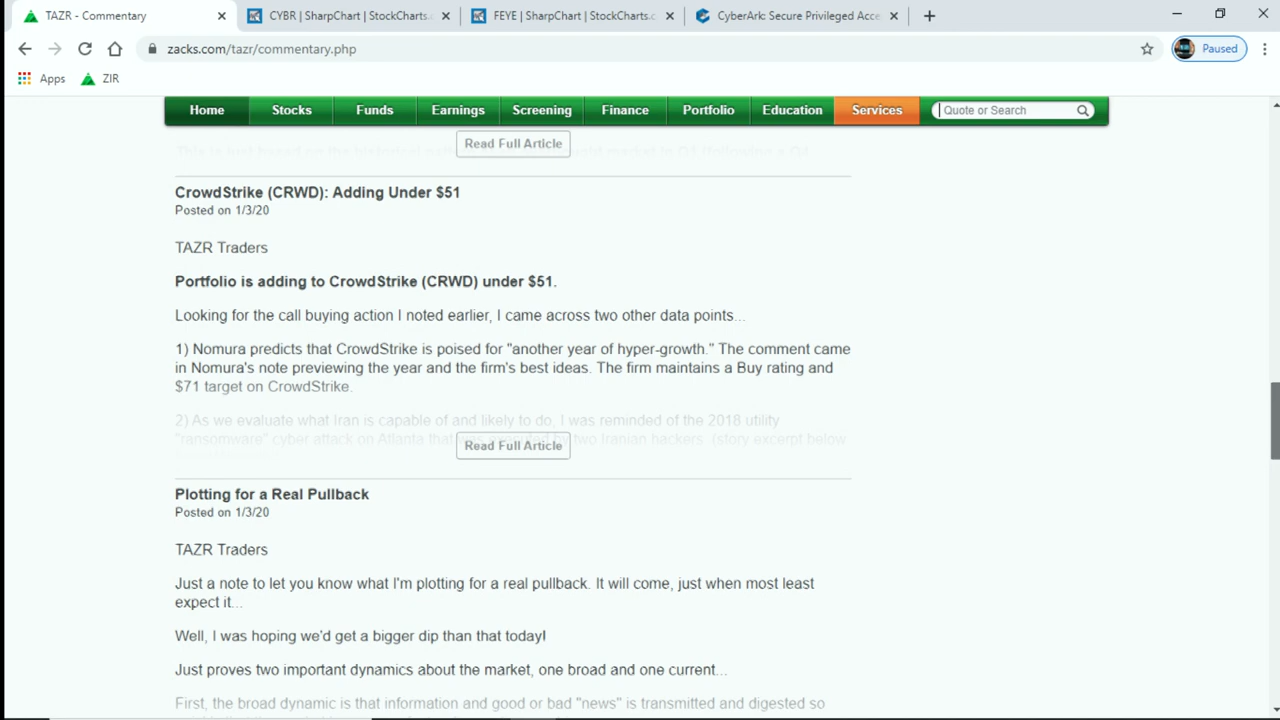 TAZR - Commentary
CYBR | SharpChart | StockCharts.c
FEYE | SharpChart | StockCharts.c
CyberArk: Secure Privileged Acce
zacks.com/tazr/commentary.php
Paused
Apps
ZIR
Home
Stocks
Funds
Earnings
Screening
Finance
Portfolio
Education
Services
Quote or Search
Read Full Article
CrowdStrike (CRWD): Adding Under $51
Posted on 1/3/20
TAZR Traders
Portfolio is adding to CrowdStrike (CRWD) under $51.
Looking for the call buying action I noted earlier, I came across two other data points...
1) Nomura predicts that CrowdStrike is poised for "another year of hyper-growth." The comment came
in Nomura's note previewing the year and the firm's best ideas. The firm maintains a Buy rating and
$71 target on CrowdStrike.
2) As we evaluate what Iran is capable of and likely to do, I was reminded of the 2018 utility
"ransomware" cyber attack on Atlanta that two Iranian hackers. (story excerpt below
Read Full Article
Plotting for a Real Pullback
Posted on 1/3/20
TAZR Traders
Just a note to let you know what I'm plotting for a real pullback. It will come, just when most least
expect it...
Well, I was hoping we'd get a bigger dip than that today!
Just proves two important dynamics about the market, one broad and one current...
First, the broad dynamic is that information and good or bad "news" is transmitted and digested so